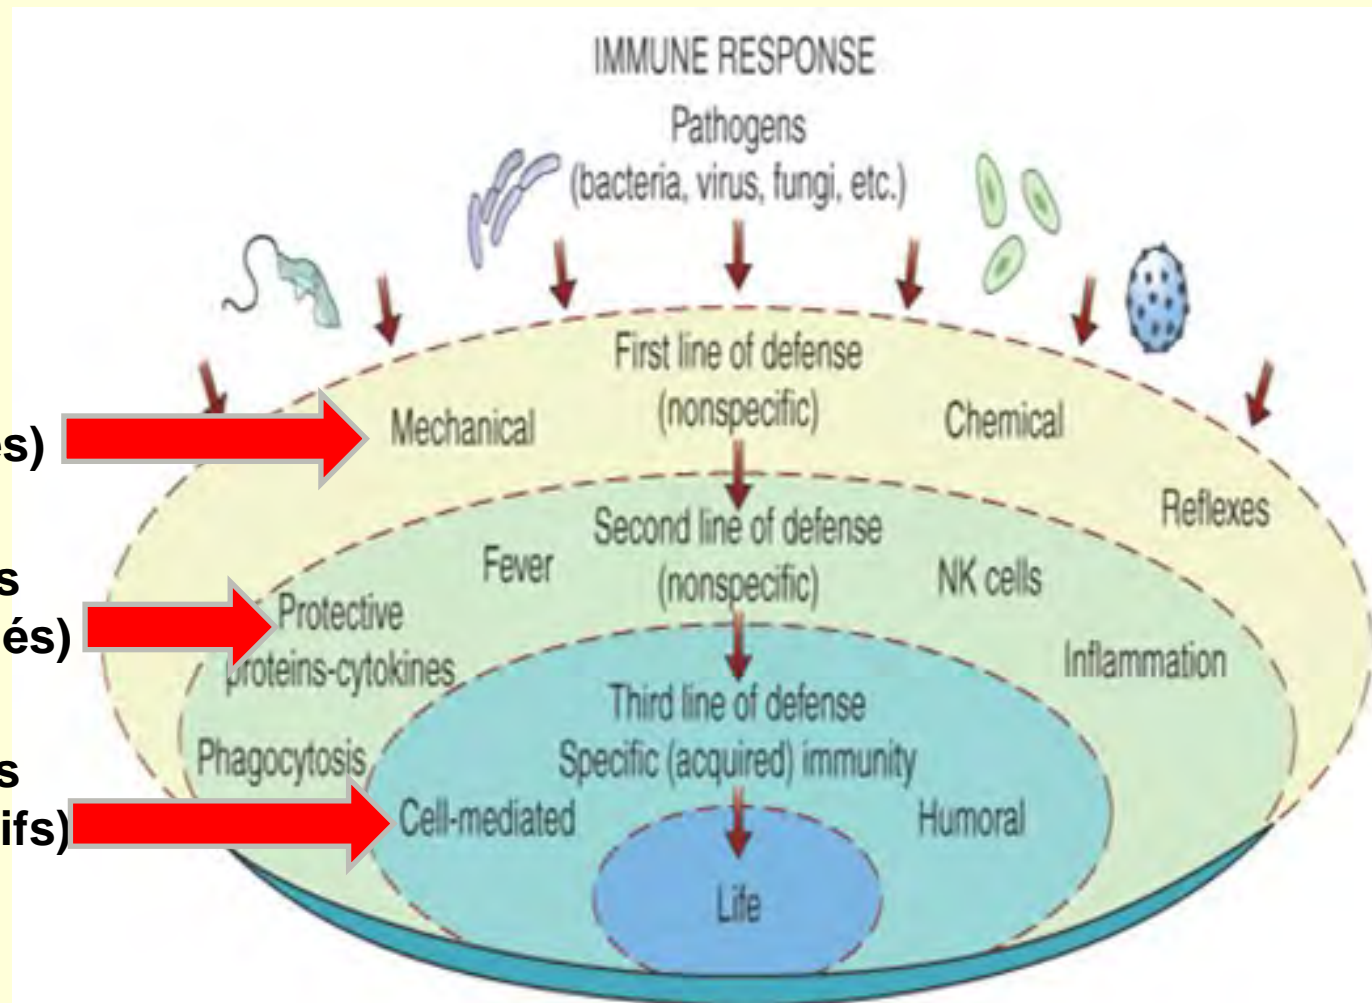 IMMUNE RESPONSE
Pathogens
(bacteria, virus, fungi, etc.)
First line of defense
(nonspecific)
Mechanical
Chemical
Reflexes
es)
Second line of defense
(nonspecific)
Fever
NK cells
s
és)
Protective
proteins-cytokines
Inflammation
Phagocytosis
Third line of defense
Specific (acquired) immunity
s
ifs)
Cell-mediated
Humoral
Life